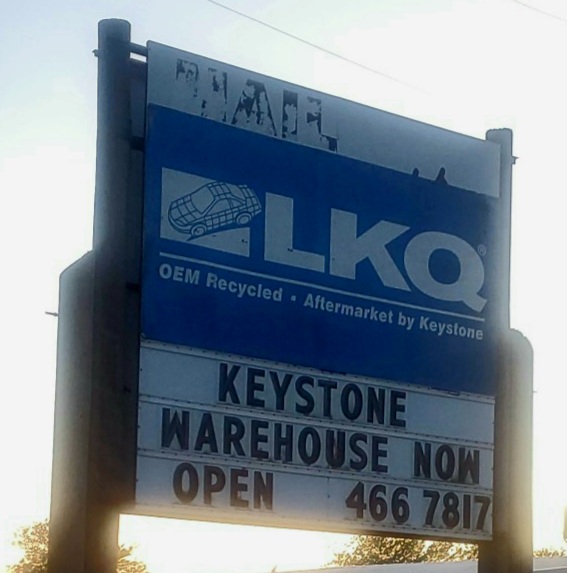 LKQ®
OEM Recycled • Aftermarket by Keystone
KEYSTONE
WAREHOUSE NOW
OPEN 466 7817